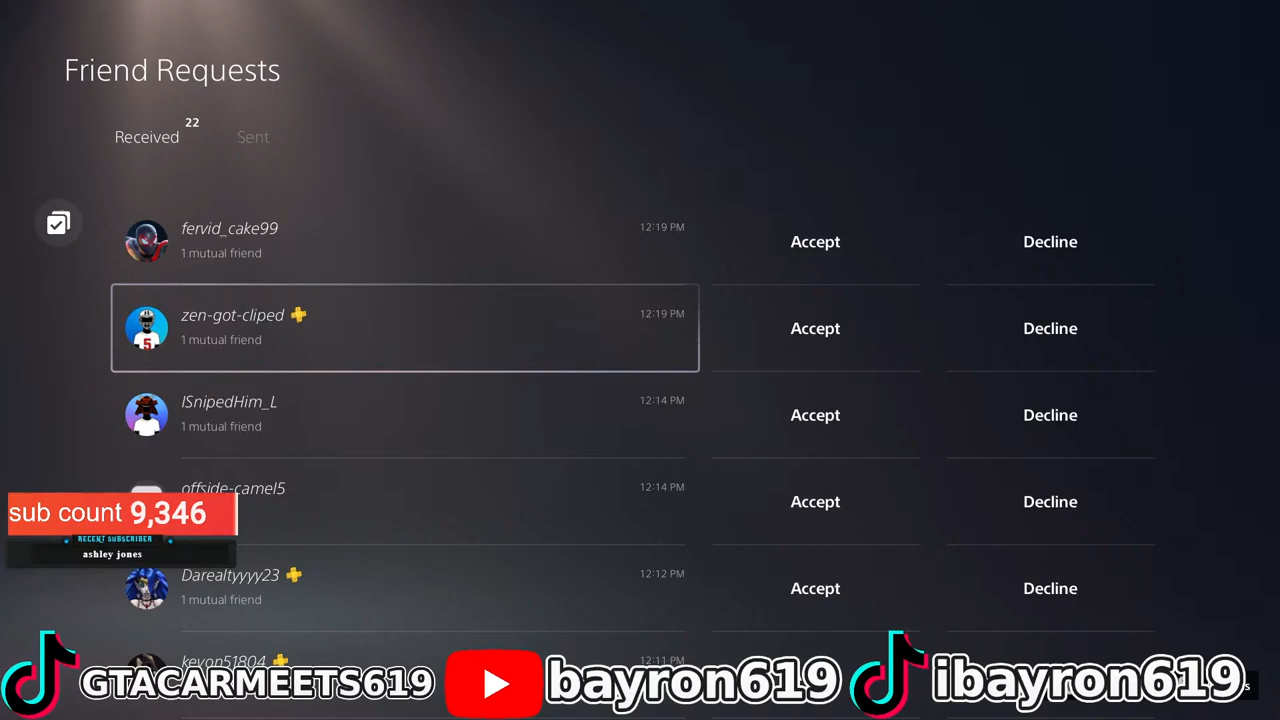 Friend Requests
Received 22 Sent
fervid_cake99 12:19 PM
1 mutual friend
Accept Decline
zen-got-cliped 12:19 PM
1 mutual friend
Accept Decline
ISnipedHim_L 12:14 PM
1 mutual friend
Accept Decline
offside-camel5 12:14 PM
Accept Decline
sub count 9,346
RECENT SUBSCRIBER
ashley jones
Darealtyyyy23 12:12 PM
1 mutual friend
Accept Decline
kevon51804 12:11 PM
GTACARMEETS619 bayron619 ibayron619